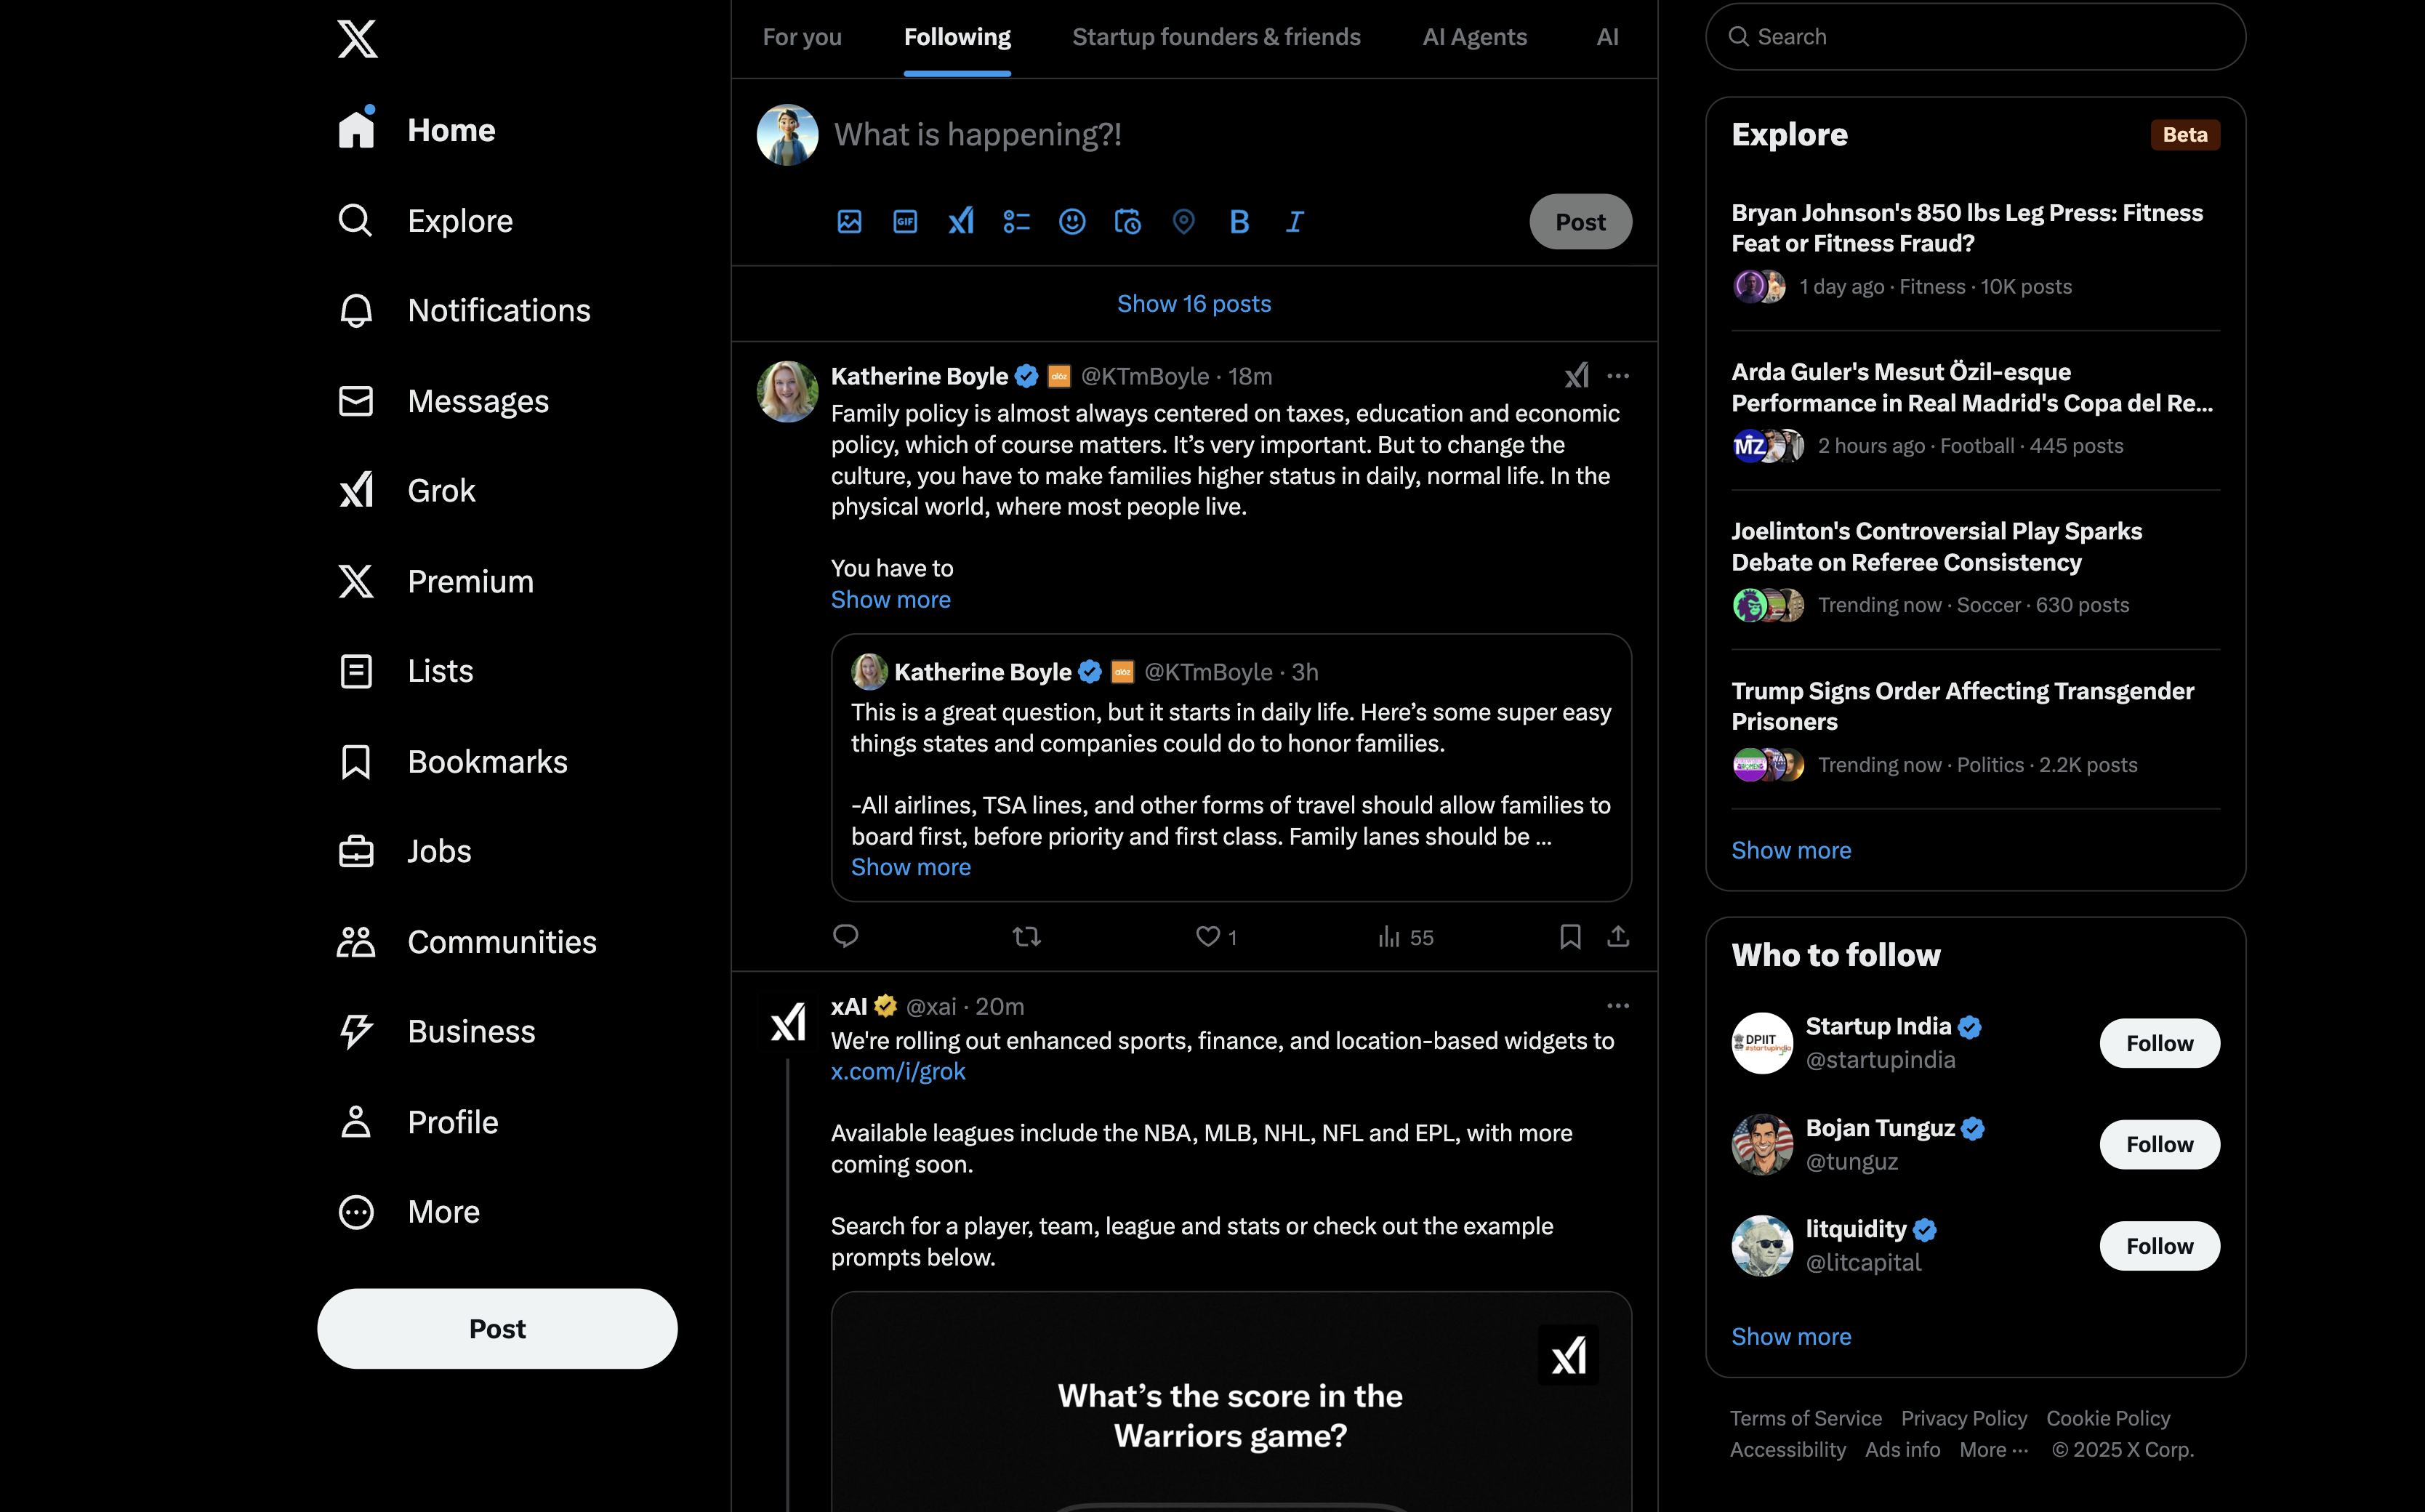 Home
Explore
Notifications
Messages
Grok
Premium
Lists
Bookmarks
Jobs
Communities
Business
Profile
More
Post
For you
Following
Startup founders & friends
AI Agents
AI
What is happening?!
GIF
B I
Post
Show 16 posts
Katherine Boyle @KTmBoyle · 18m
Family policy is almost always centered on taxes, education and economic
policy, which of course matters. It’s very important. But to change the
culture, you have to make families higher status in daily, normal life. In the
physical world, where most people live.
You have to
Show more
Katherine Boyle @KTmBoyle · 3h
This is a great question, but it starts in daily life. Here’s some super easy
things states and companies could do to honor families.
-All airlines, TSA lines, and other forms of travel should allow families to
board first, before priority and first class. Family lanes should be ...
Show more
1
55
xAI @xai · 20m
We're rolling out enhanced sports, finance, and location-based widgets to
x.com/i/grok
Available leagues include the NBA, MLB, NHL, NFL and EPL, with more
coming soon.
Search for a player, team, league and stats or check out the example
prompts below.
What’s the score in the
Warriors game?
Search
Explore
Beta
Bryan Johnson's 850 lbs Leg Press: Fitness
Feat or Fitness Fraud?
1 day ago · Fitness · 10K posts
Arda Guler's Mesut Özil-esque
Performance in Real Madrid's Copa del Re...
MZ
2 hours ago · Football · 445 posts
Joelinton's Controversial Play Sparks
Debate on Referee Consistency
Trending now · Soccer · 630 posts
Trump Signs Order Affecting Transgender
Prisoners
Trending now · Politics · 2.2K posts
Show more
Who to follow
DPIIT
#startupindia
Startup India
@startupindia
Follow
Bojan Tunguz
@tunguz
Follow
litquidity
@litcapital
Follow
Show more
Terms of Service Privacy Policy Cookie Policy
Accessibility Ads info More ··· © 2025 X Corp.